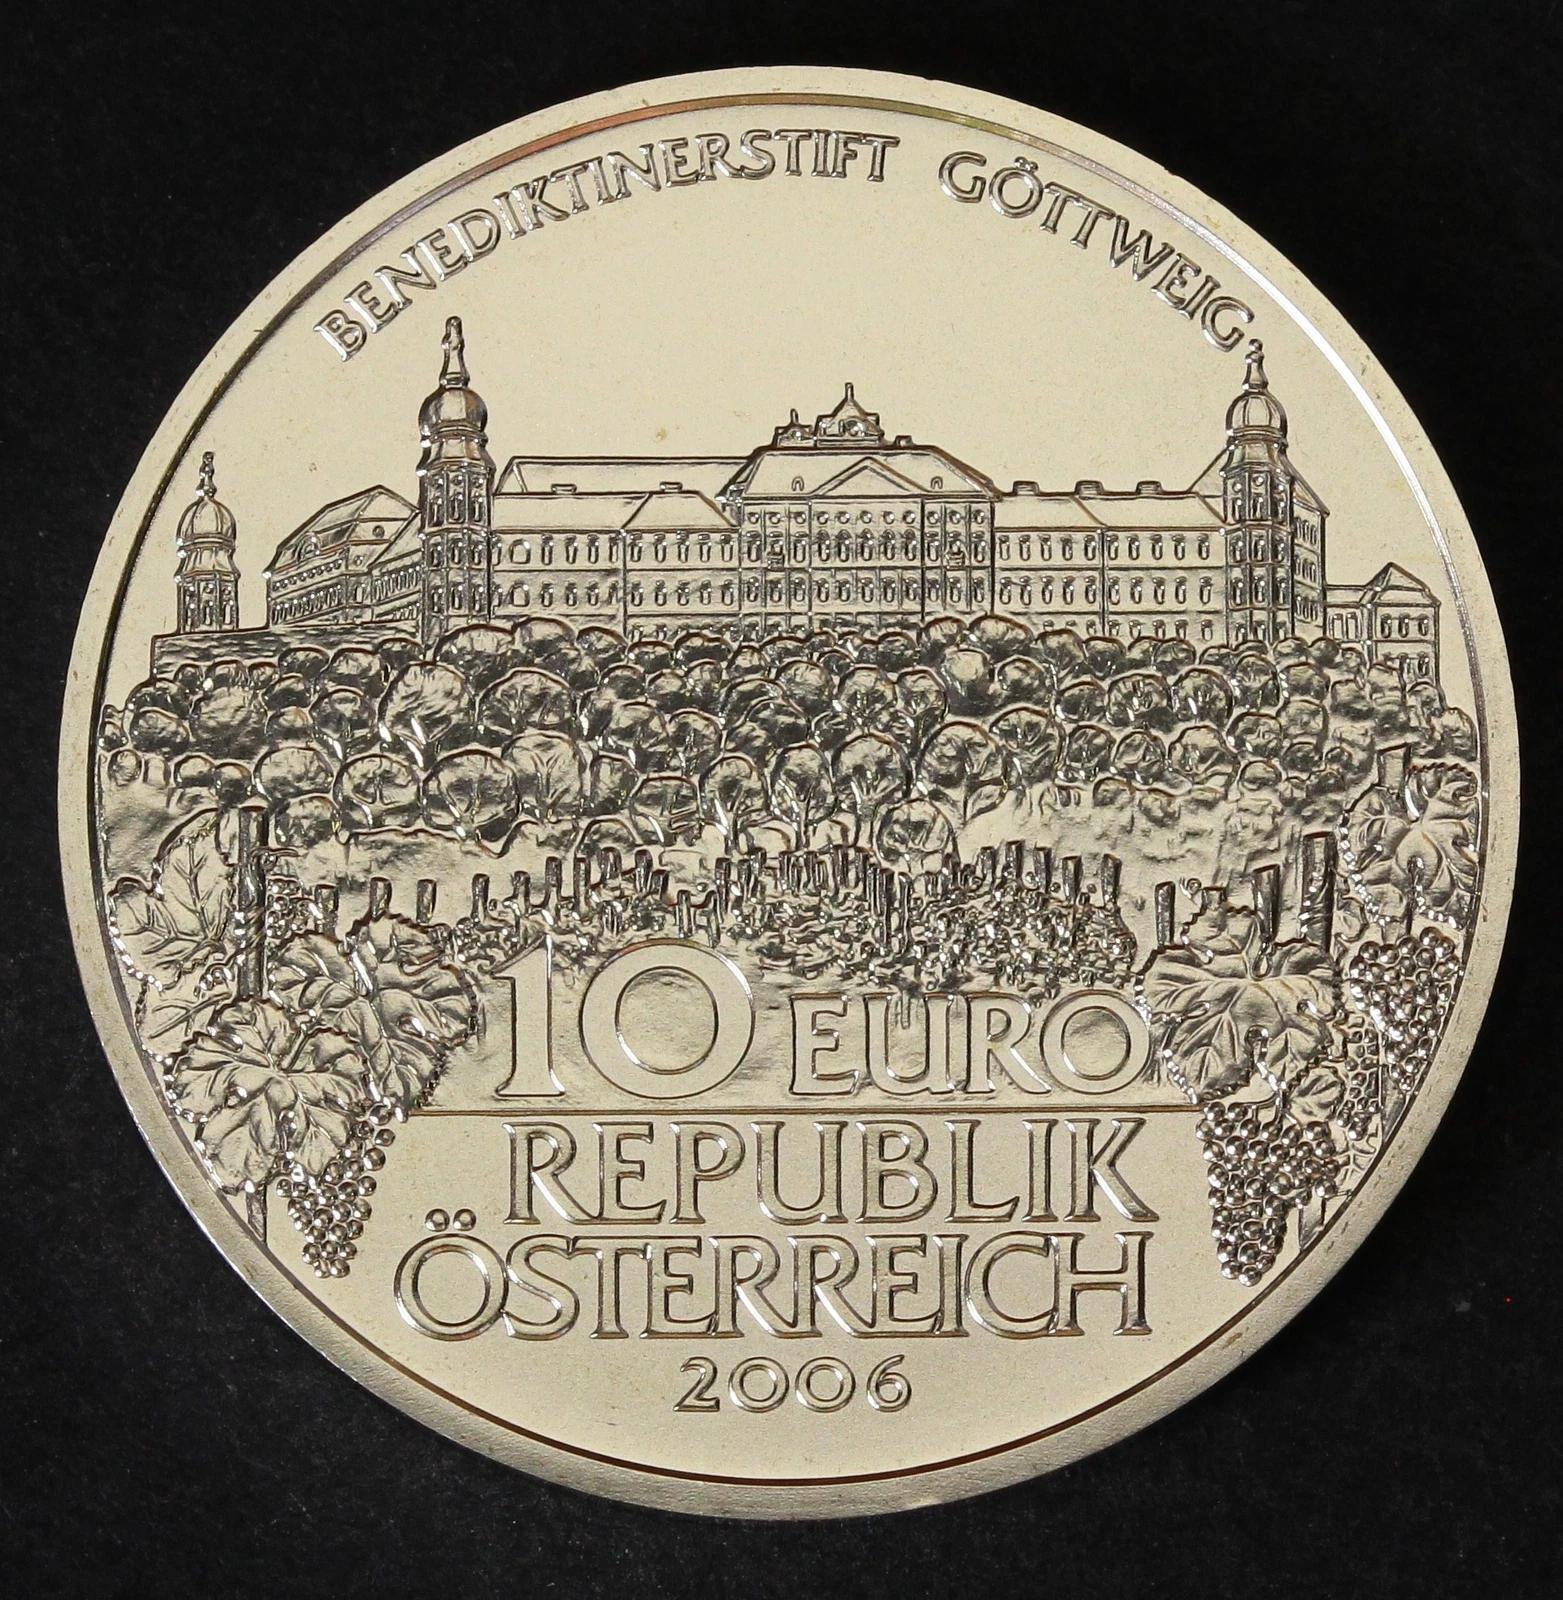 BENEDIKTINERSTIFT GÖTTWEIG
10 EURO
REPUBLIK
ÖSTERREICH
2006